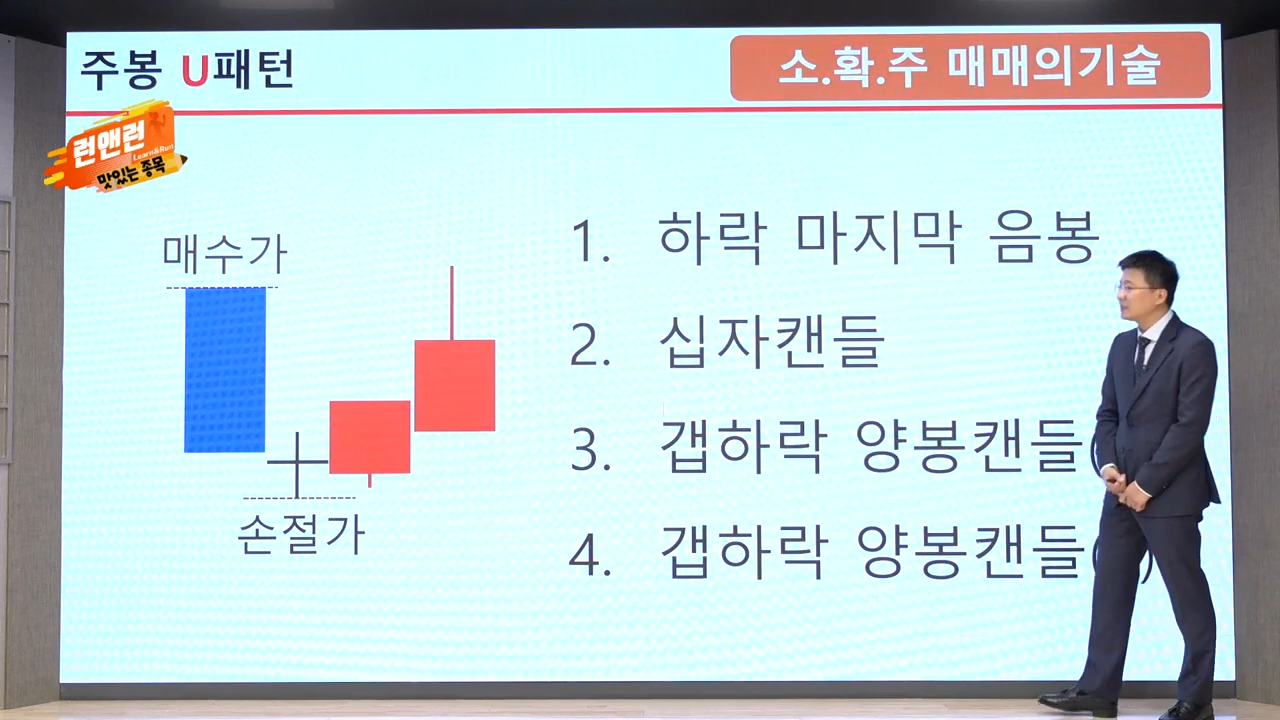 주봉 U패턴
소.확.주 매매의기술
런앤런
Learn&Run
맛있는 종목
매수가
손절가
1. 하락 마지막 음봉
2. 십자캔들
3. 갭하락 양봉캔들(
4. 갭하락 양봉캔들( )